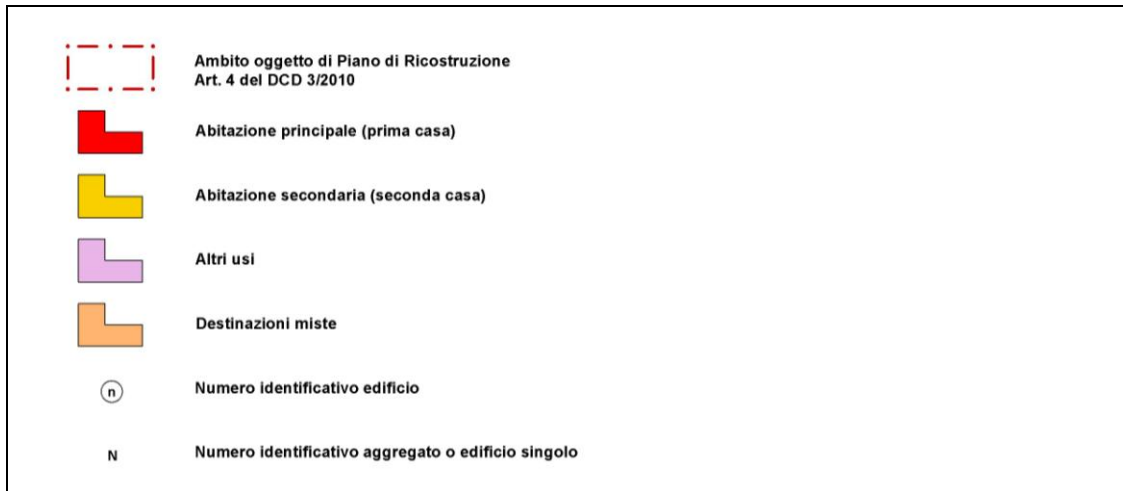 Ambito oggetto di Piano di Ricostruzione
Art. 4 del DCD 3/2010
Abitazione principale (prima casa)
Abitazione secondaria (seconda casa)
Altri usi
Destinazioni miste
n Numero identificativo edificio
N Numero identificativo aggregato o edificio singolo